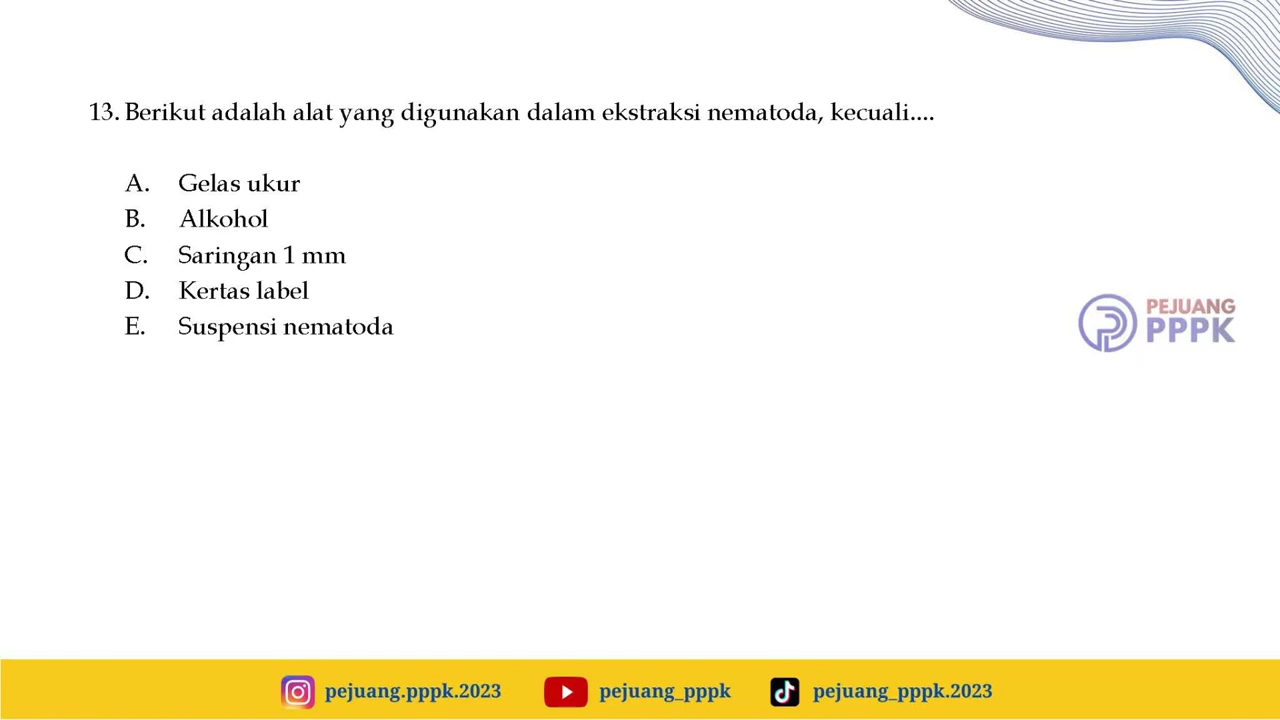 13. Berikut adalah alat yang digunakan dalam ekstraksi nematoda, kecuali....
A. Gelas ukur
B. Alkohol
C. Saringan 1 mm
D. Kertas label
E. Suspensi nematoda
PEJUANG
PPPK
pejuang.pppk.2023 pejuang_pppk pejuang_pppk.2023